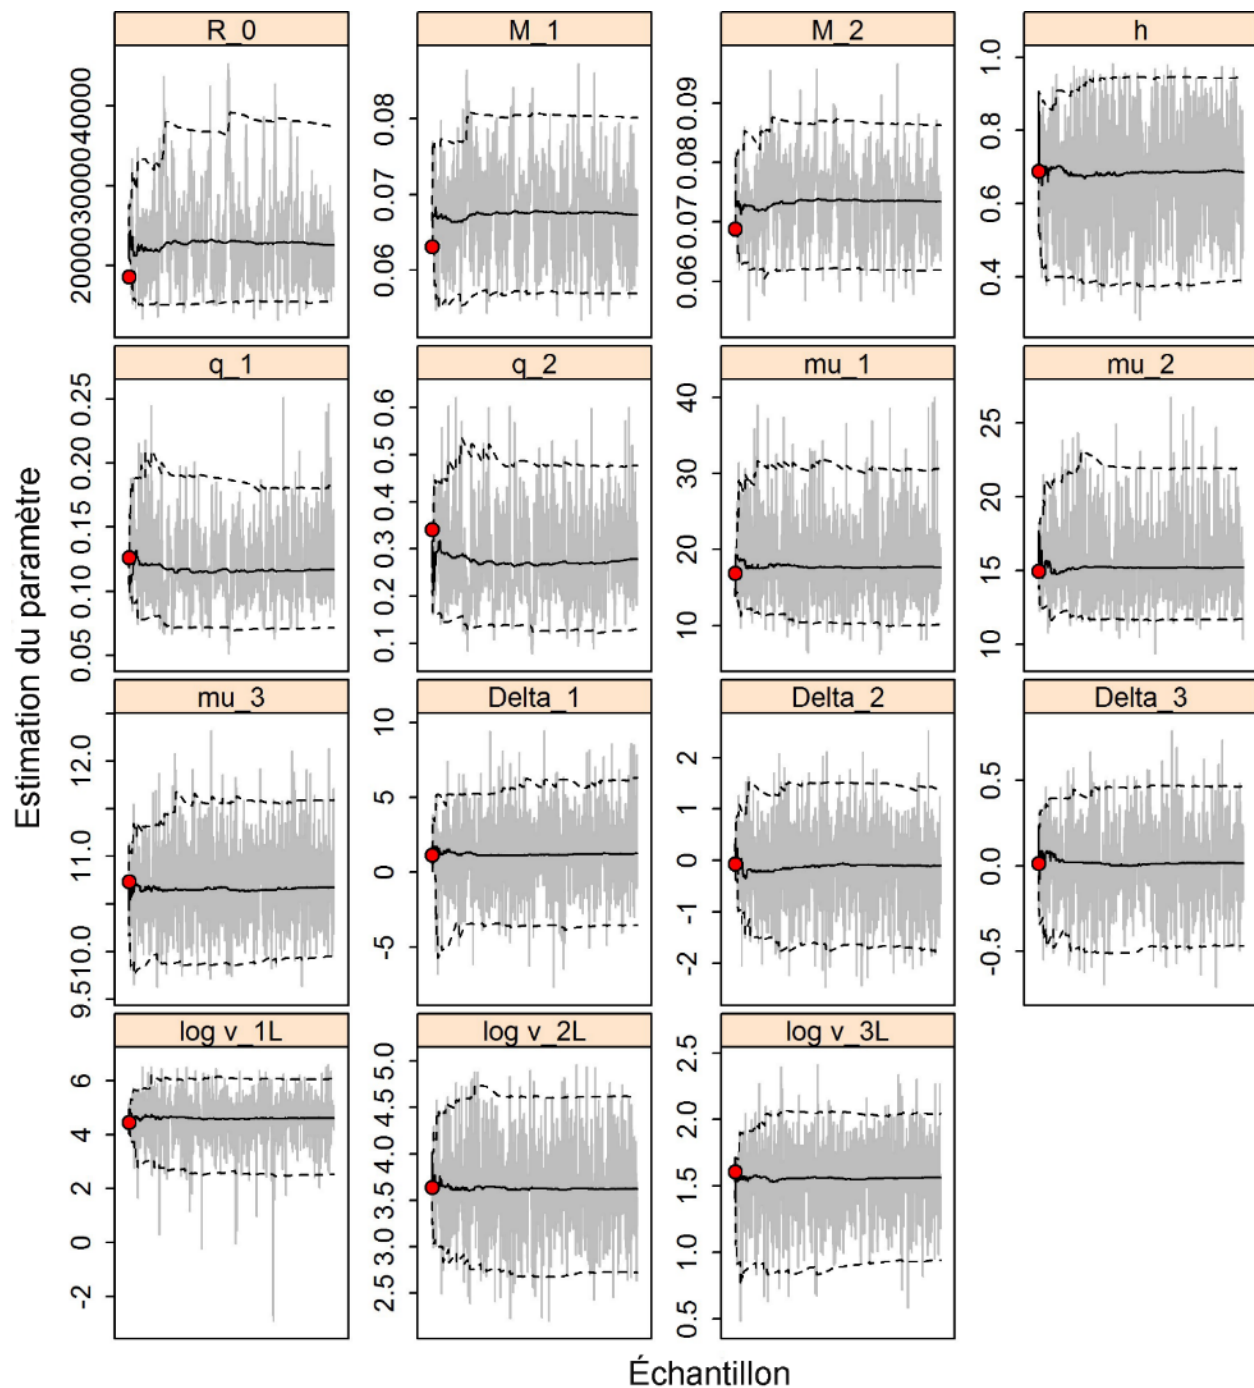 R_0
M_1
M_2
h
20000 30000 40000
0.06 0.07 0.08
0.06 0.07 0.08 0.09
0.4 0.6 0.8 1.0
q_1
q_2
mu_1
mu_2
0.05 0.10 0.15 0.20 0.25
0.1 0.2 0.3 0.4 0.5 0.6
10 20 30 40
10 15 20 25
mu_3
Delta_1
Delta_2
Delta_3
9.5 10.0 11.0 12.0
-5 0 5 10
-2 -1 0 1 2
-0.5 0.0 0.5
log v_1L
log v_2L
log v_3L
-2 0 2 4 6
2.5 3.0 3.5 4.0 4.5 5.0
0.5 1.0 1.5 2.0 2.5
Estimation du paramètre
Échantillon